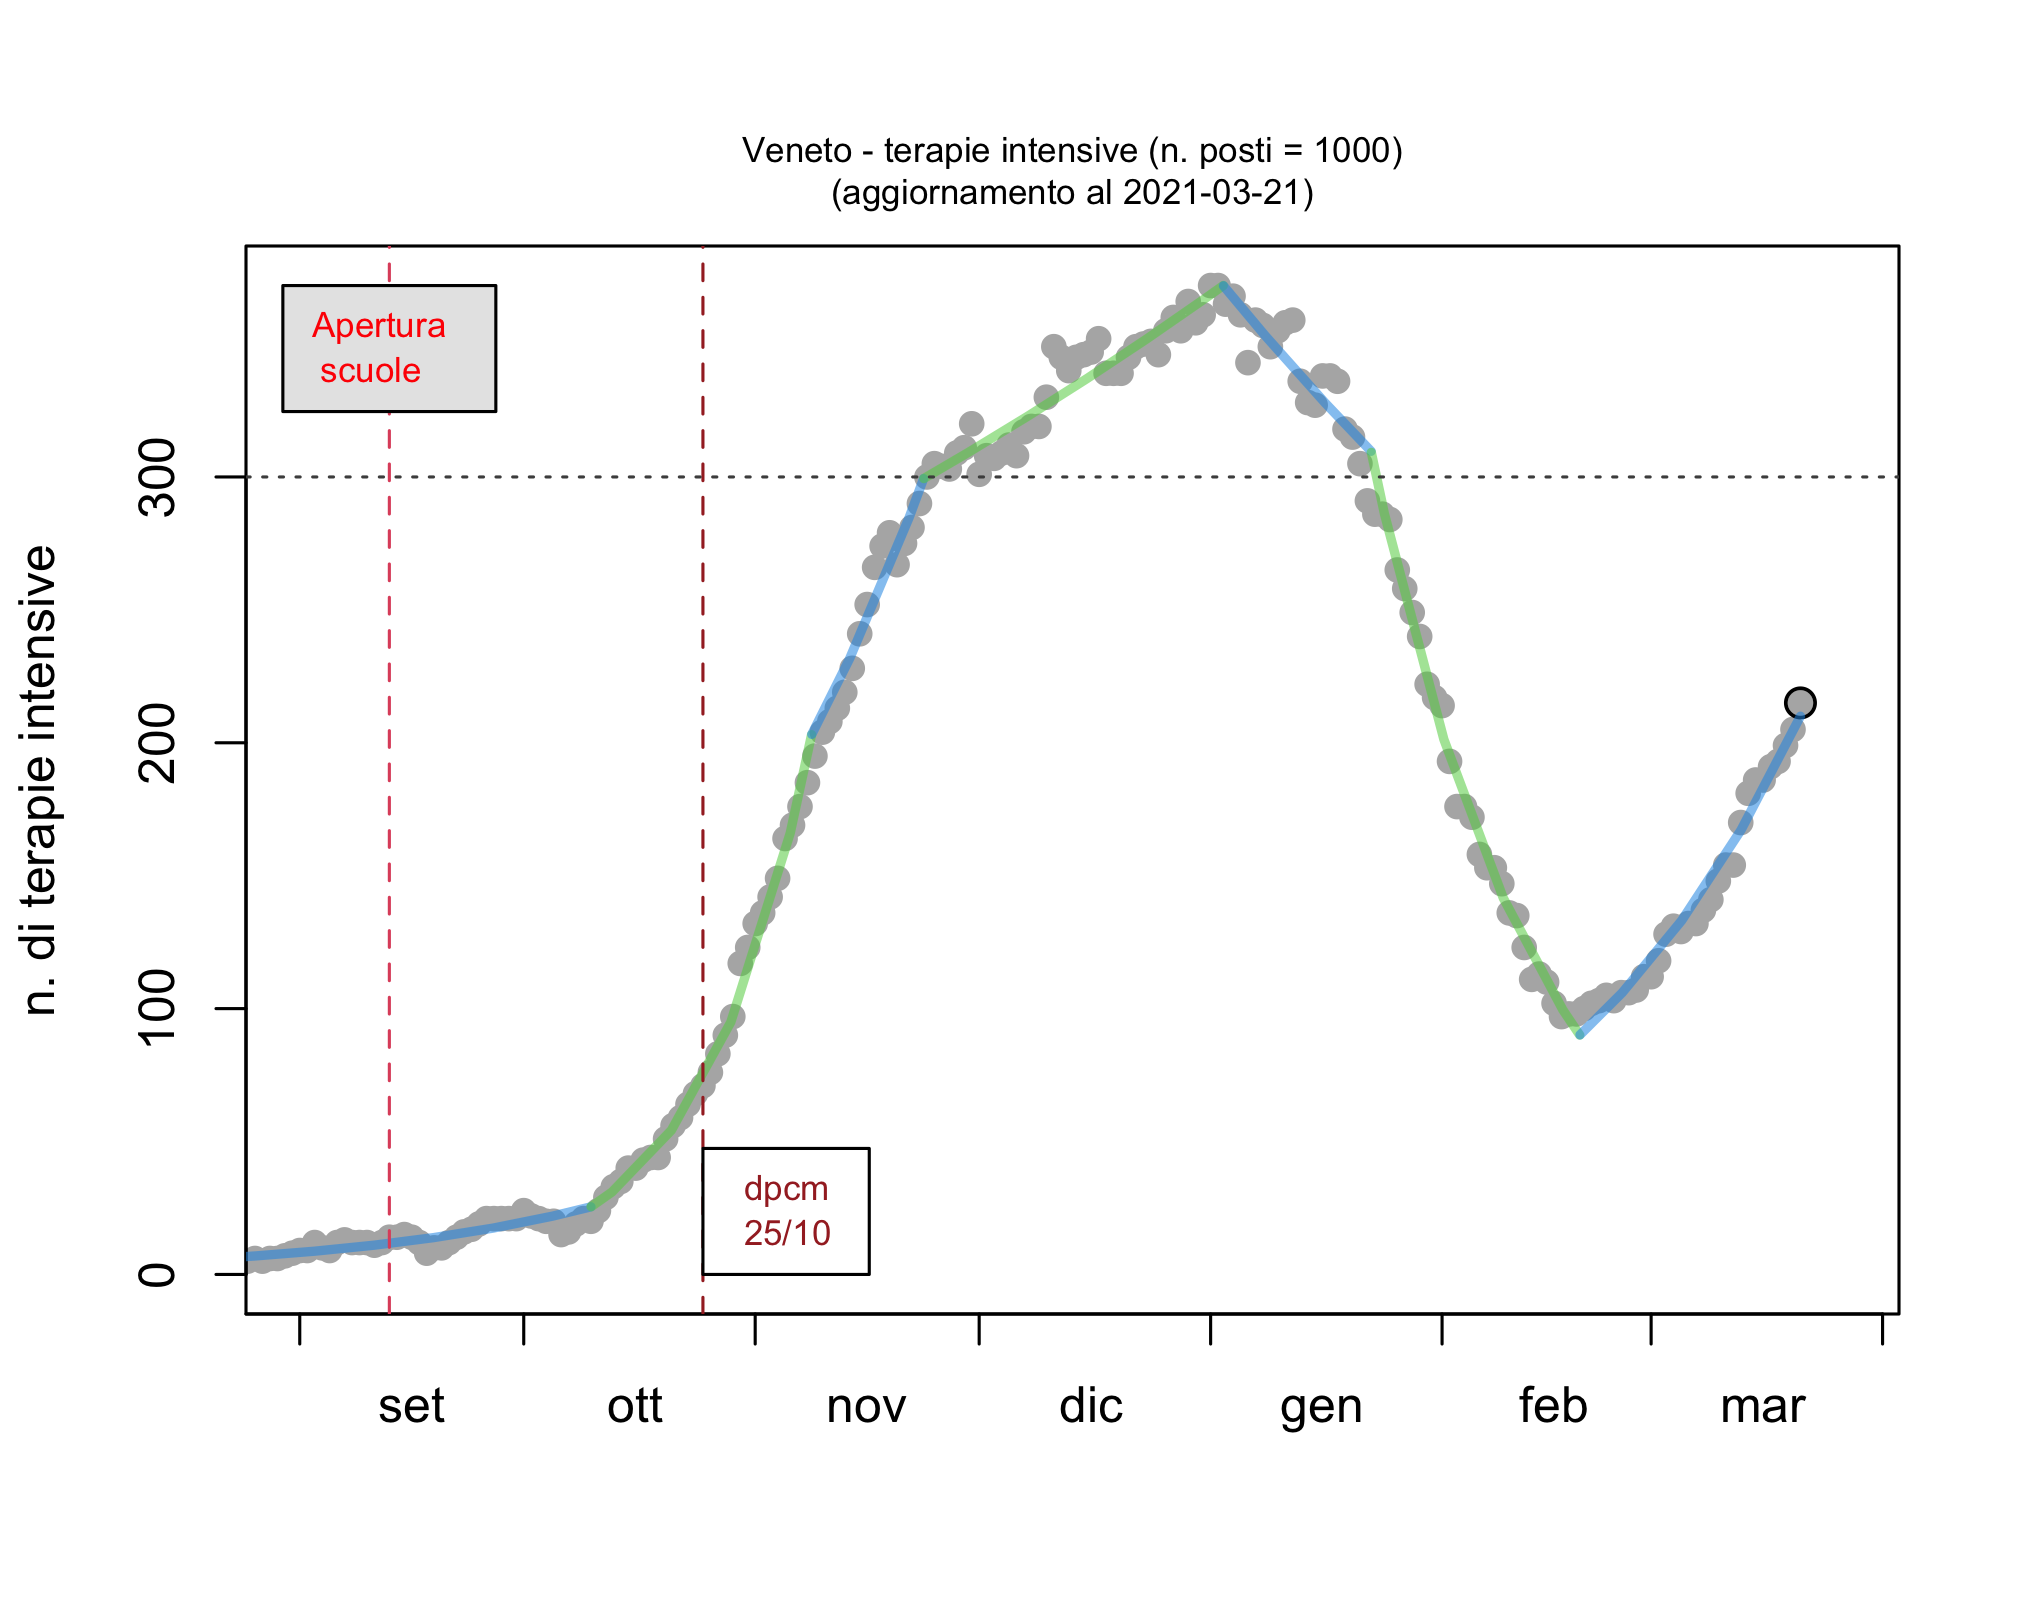 Veneto - terapie intensive (n. posti = 1000)
(aggiornamento al 2021-03-21)
Apertura
scuole
n. di terapie intensive
300
200
100
0
dpcm
25/10
set ott nov dic gen feb mar